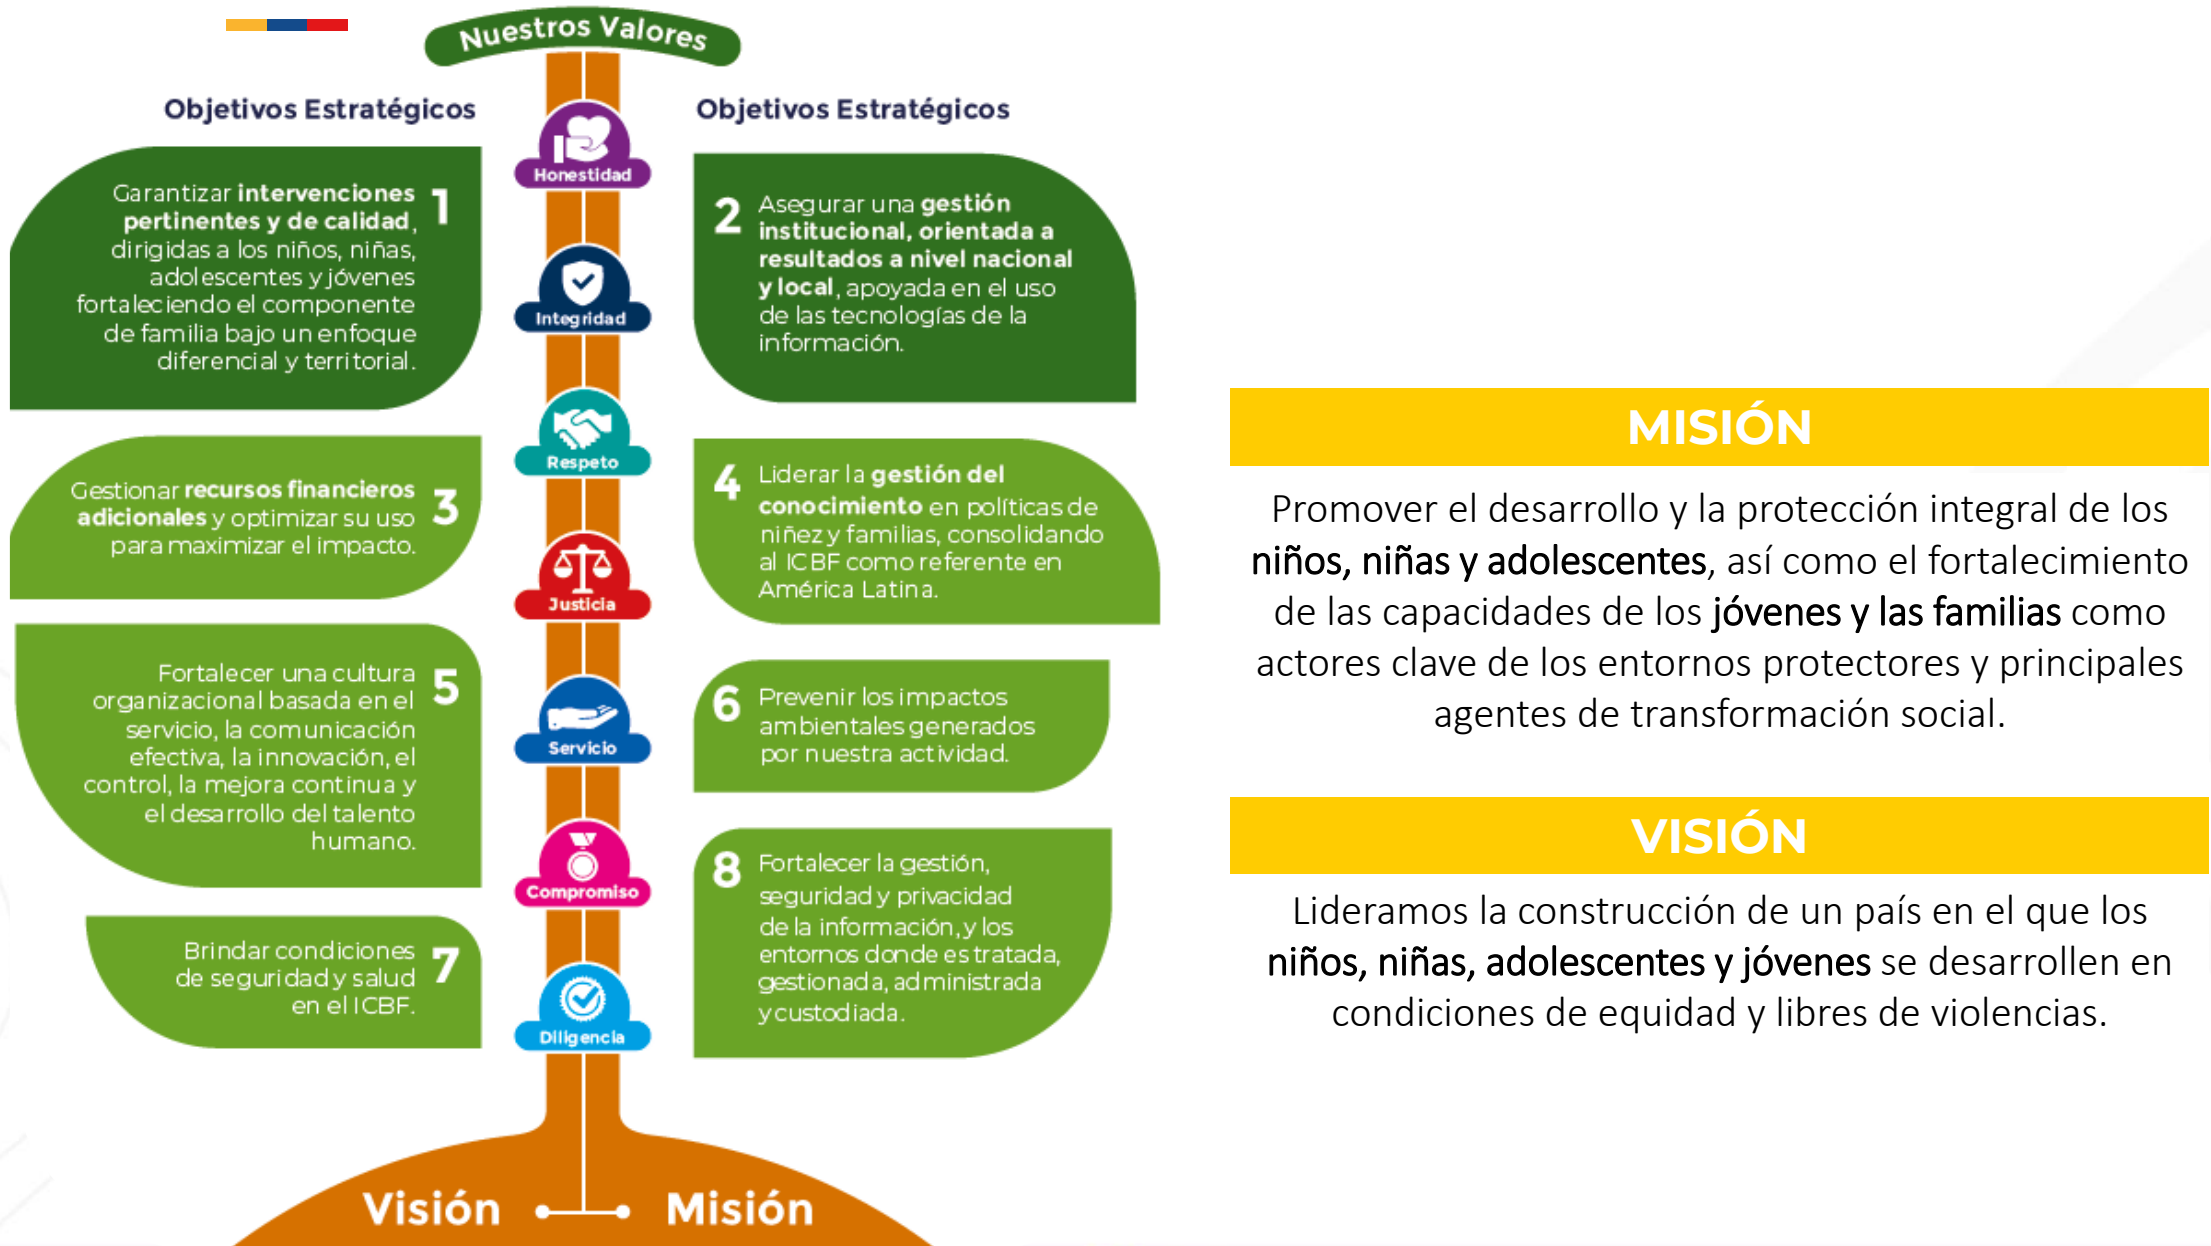 Nuestros Valores
Objetivos Estratégicos
Objetivos Estratégicos
Honestidad
Integridad
Respeto
Justicia
Servicio
Compromiso
Diligencia
1
Garantizar intervenciones
pertinentes y de calidad,
dirigidas a los niños, niñas,
adolescentes y jóvenes
fortaleciendo el componente
de familia bajo un enfoque
diferencial y territorial.
2
Asegurar una gestión
institucional, orientada a
resultados a nivel nacional
y local, apoyada en el uso
de las tecnologías de la
información.
3
Gestionar recursos financieros
adicionales y optimizar su uso
para maximizar el impacto.
4
Liderar la gestión del
conocimiento en políticas de
niñez y familias, consolidando
al ICBF como referente en
América Latina.
5
Fortalecer una cultura
organizacional basada en el
servicio, la comunicación
efectiva, la innovación, el
control, la mejora continua y
el desarrollo del talento
humano.
6
Prevenir los impactos
ambientales generados
por nuestra actividad.
7
Brindar condiciones
de seguridad y salud
en el ICBF.
8
Fortalecer la gestión,
seguridad y privacidad
de la información, y los
entornos donde es tratada,
gestionada, administrada
y custodiada.
Visión
Misión
MISIÓN
Promover el desarrollo y la protección integral de los
niños, niñas y adolescentes, así como el fortalecimiento
de las capacidades de los jóvenes y las familias como
actores clave de los entornos protectores y principales
agentes de transformación social.
VISIÓN
Lideramos la construcción de un país en el que los
niños, niñas, adolescentes y jóvenes se desarrollen en
condiciones de equidad y libres de violencias.